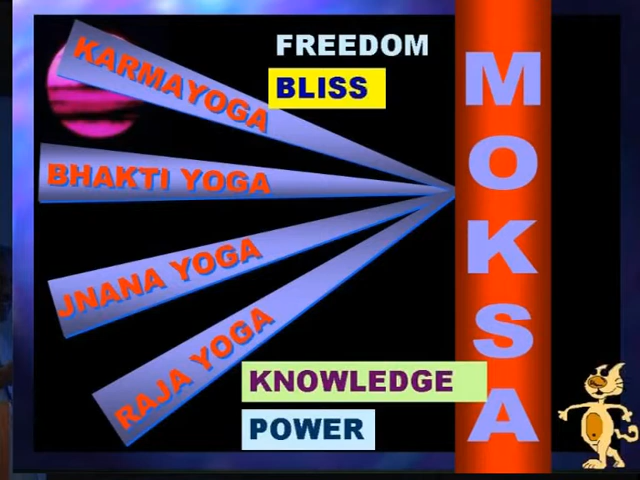 FREEDOM
BLISS
KARMAYOGA
BHAKTI YOGA
JNANA YOGA
RAJA YOGA
KNOWLEDGE
POWER
MOKSA